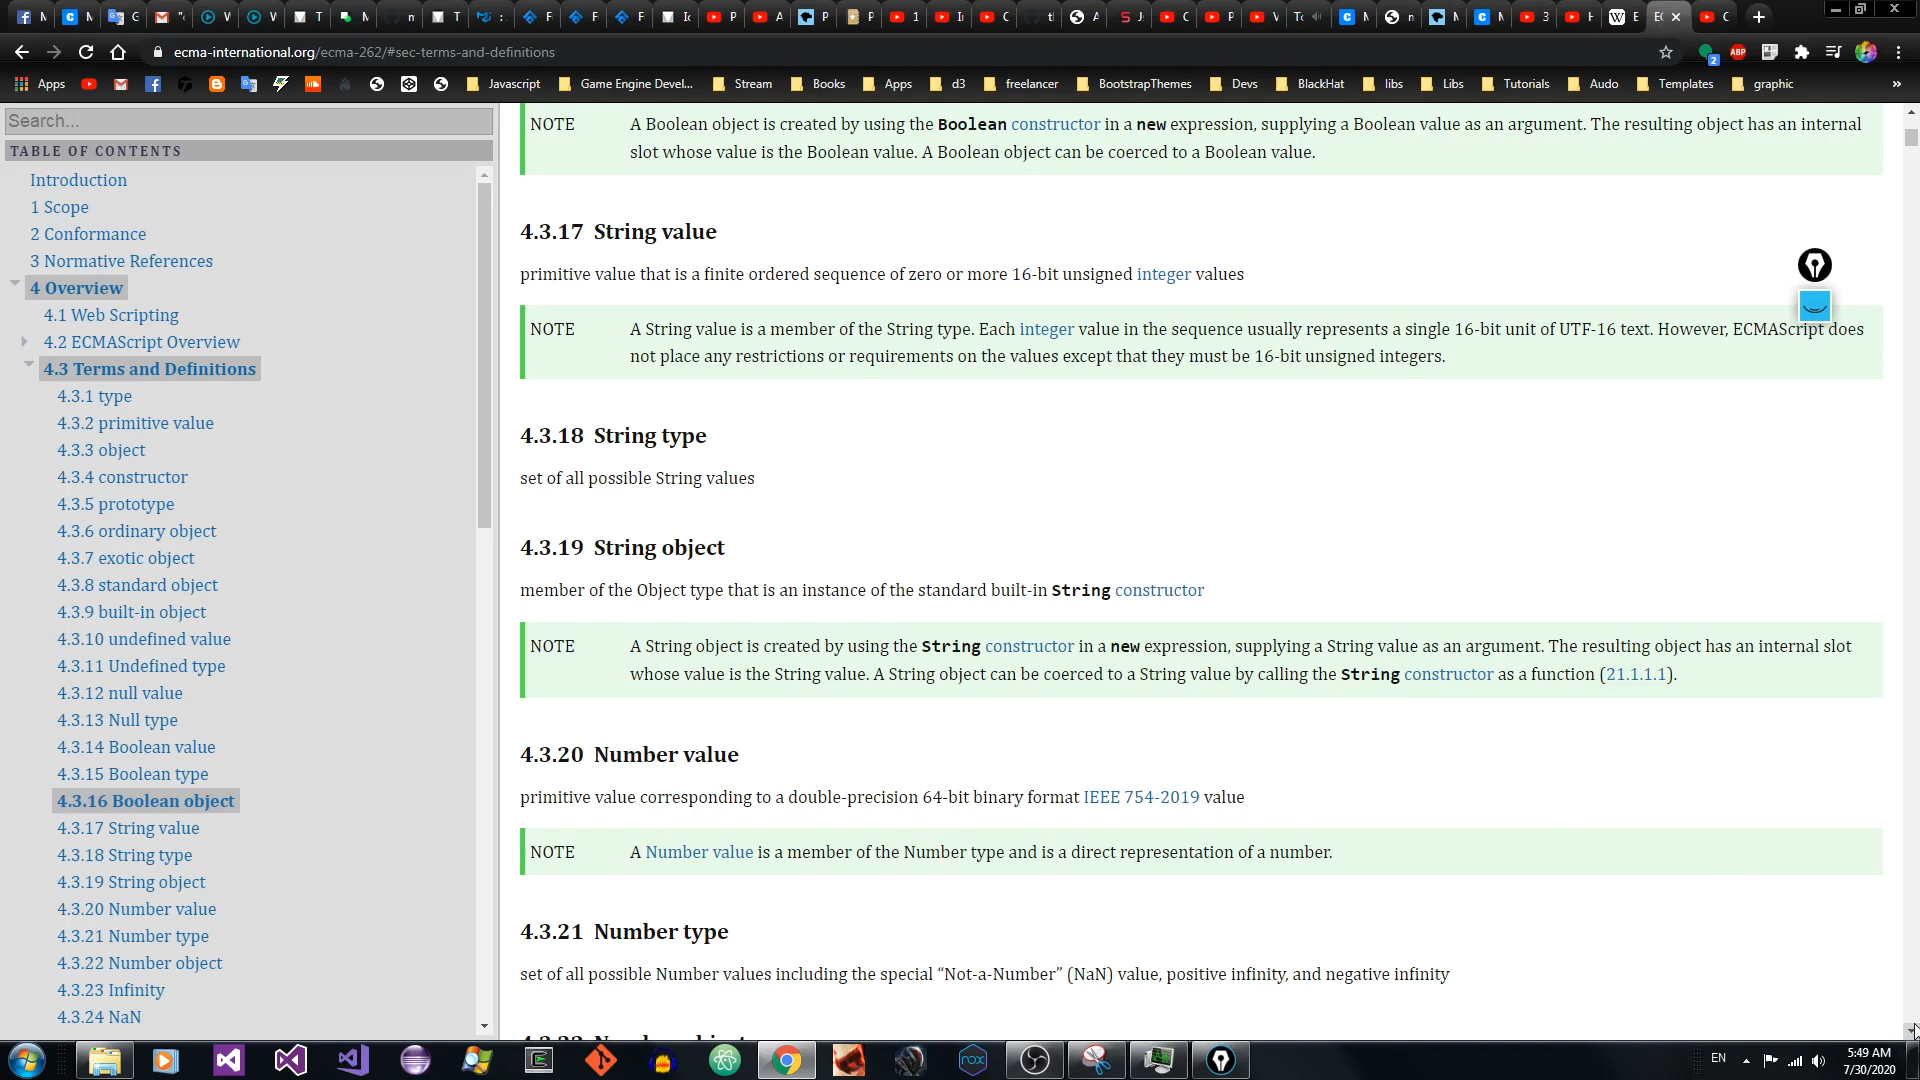 ecma-international.org/ecma-262/#sec-terms-and-definitions
Apps Javascript Game Engine Devel... Stream Books Apps d3 freelancer BootstrapThemes Devs BlackHat libs Libs Tutorials Audo Templates graphic »
Search...
TABLE OF CONTENTS
Introduction
1 Scope
2 Conformance
3 Normative References
4 Overview
4.1 Web Scripting
4.2 ECMAScript Overview
4.3 Terms and Definitions
4.3.1 type
4.3.2 primitive value
4.3.3 object
4.3.4 constructor
4.3.5 prototype
4.3.6 ordinary object
4.3.7 exotic object
4.3.8 standard object
4.3.9 built-in object
4.3.10 undefined value
4.3.11 Undefined type
4.3.12 null value
4.3.13 Null type
4.3.14 Boolean value
4.3.15 Boolean type
4.3.16 Boolean object
4.3.17 String value
4.3.18 String type
4.3.19 String object
4.3.20 Number value
4.3.21 Number type
4.3.22 Number object
4.3.23 Infinity
4.3.24 NaN
NOTE A Boolean object is created by using the Boolean constructor in a new expression, supplying a Boolean value as an argument. The resulting object has an internal
slot whose value is the Boolean value. A Boolean object can be coerced to a Boolean value.
4.3.17 String value
primitive value that is a finite ordered sequence of zero or more 16-bit unsigned integer values
NOTE A String value is a member of the String type. Each integer value in the sequence usually represents a single 16-bit unit of UTF-16 text. However, ECMAScript does
not place any restrictions or requirements on the values except that they must be 16-bit unsigned integers.
4.3.18 String type
set of all possible String values
4.3.19 String object
member of the Object type that is an instance of the standard built-in String constructor
NOTE A String object is created by using the String constructor in a new expression, supplying a String value as an argument. The resulting object has an internal slot
whose value is the String value. A String object can be coerced to a String value by calling the String constructor as a function (21.1.1.1).
4.3.20 Number value
primitive value corresponding to a double-precision 64-bit binary format IEEE 754-2019 value
NOTE A Number value is a member of the Number type and is a direct representation of a number.
4.3.21 Number type
set of all possible Number values including the special “Not-a-Number” (NaN) value, positive infinity, and negative infinity
EN
5:49 AM
7/30/2020